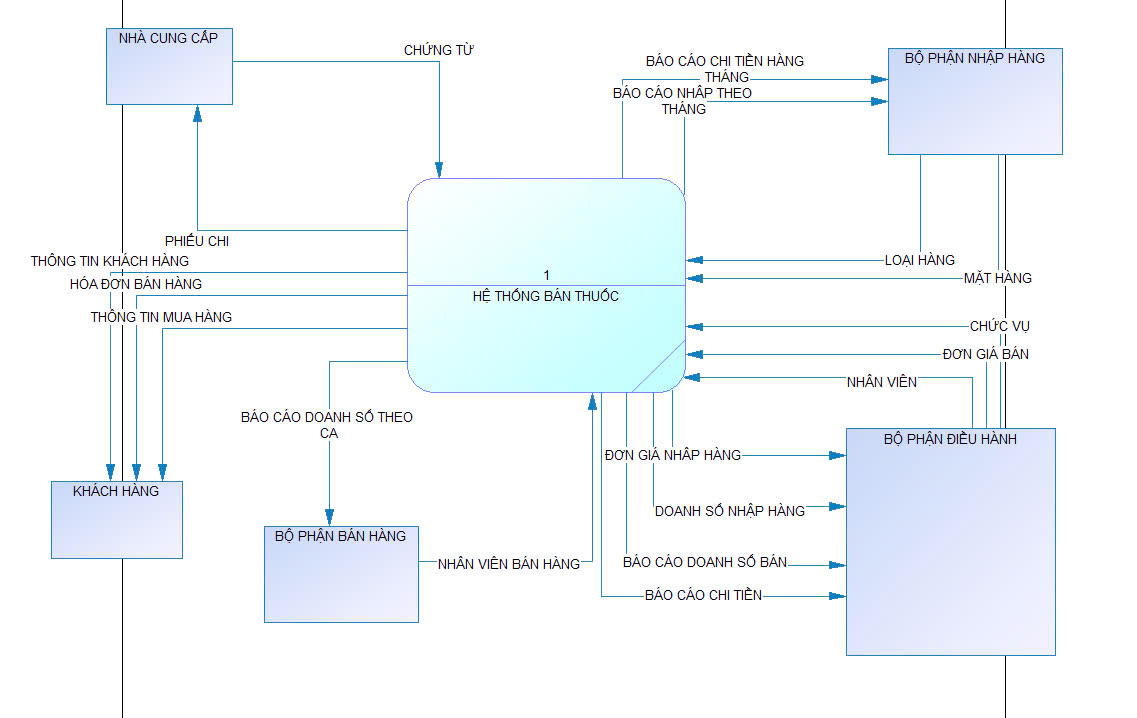 NHÀ CUNG CẤP
CHỨNG TỪ
BÁO CÁO CHI TIỀN HÀNG
THÁNG
BÁO CÁO NHẬP THEO
THÁNG
BỘ PHẬN NHẬP HÀNG
PHIẾU CHI
THÔNG TIN KHÁCH HÀNG
HÓA ĐƠN BÁN HÀNG
THÔNG TIN MUA HÀNG
1
HỆ THỐNG BÁN THUỐC
LOẠI HÀNG
MẶT HÀNG
CHỨC VỤ
ĐƠN GIÁ BÁN
NHÂN VIÊN
BÁO CÁO DOANH SỐ THEO
CA
BỘ PHẬN ĐIỀU HÀNH
ĐƠN GIÁ NHẬP HÀNG
KHÁCH HÀNG
DOANH SỐ NHẬP HÀNG
BỘ PHẬN BÁN HÀNG
NHÂN VIÊN BÁN HÀNG
BÁO CÁO DOANH SỐ BÁN
BÁO CÁO CHI TIỀN